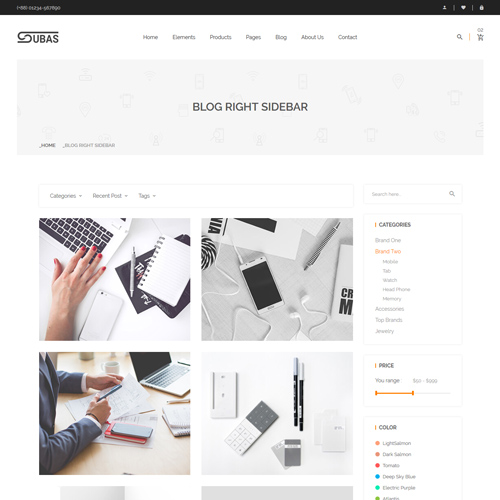 (+88) 01234-567890
SUBAS
Home Elements Products Pages Blog About Us Contact
02
BLOG RIGHT SIDEBAR
_HOME _BLOG RIGHT SIDEBAR
Categories Recent Post Tags
Search here...
CATEGORIES
Brand One
Brand Two
Mobile
Tab
Watch
Head Phone
Memory
Accessories
Top Brands
Jewelry
PRICE
You range
COLOR
LightSalmon
Dark Salmon
Tomato
Deep Sky Blue
Electric Purple
Atlantis